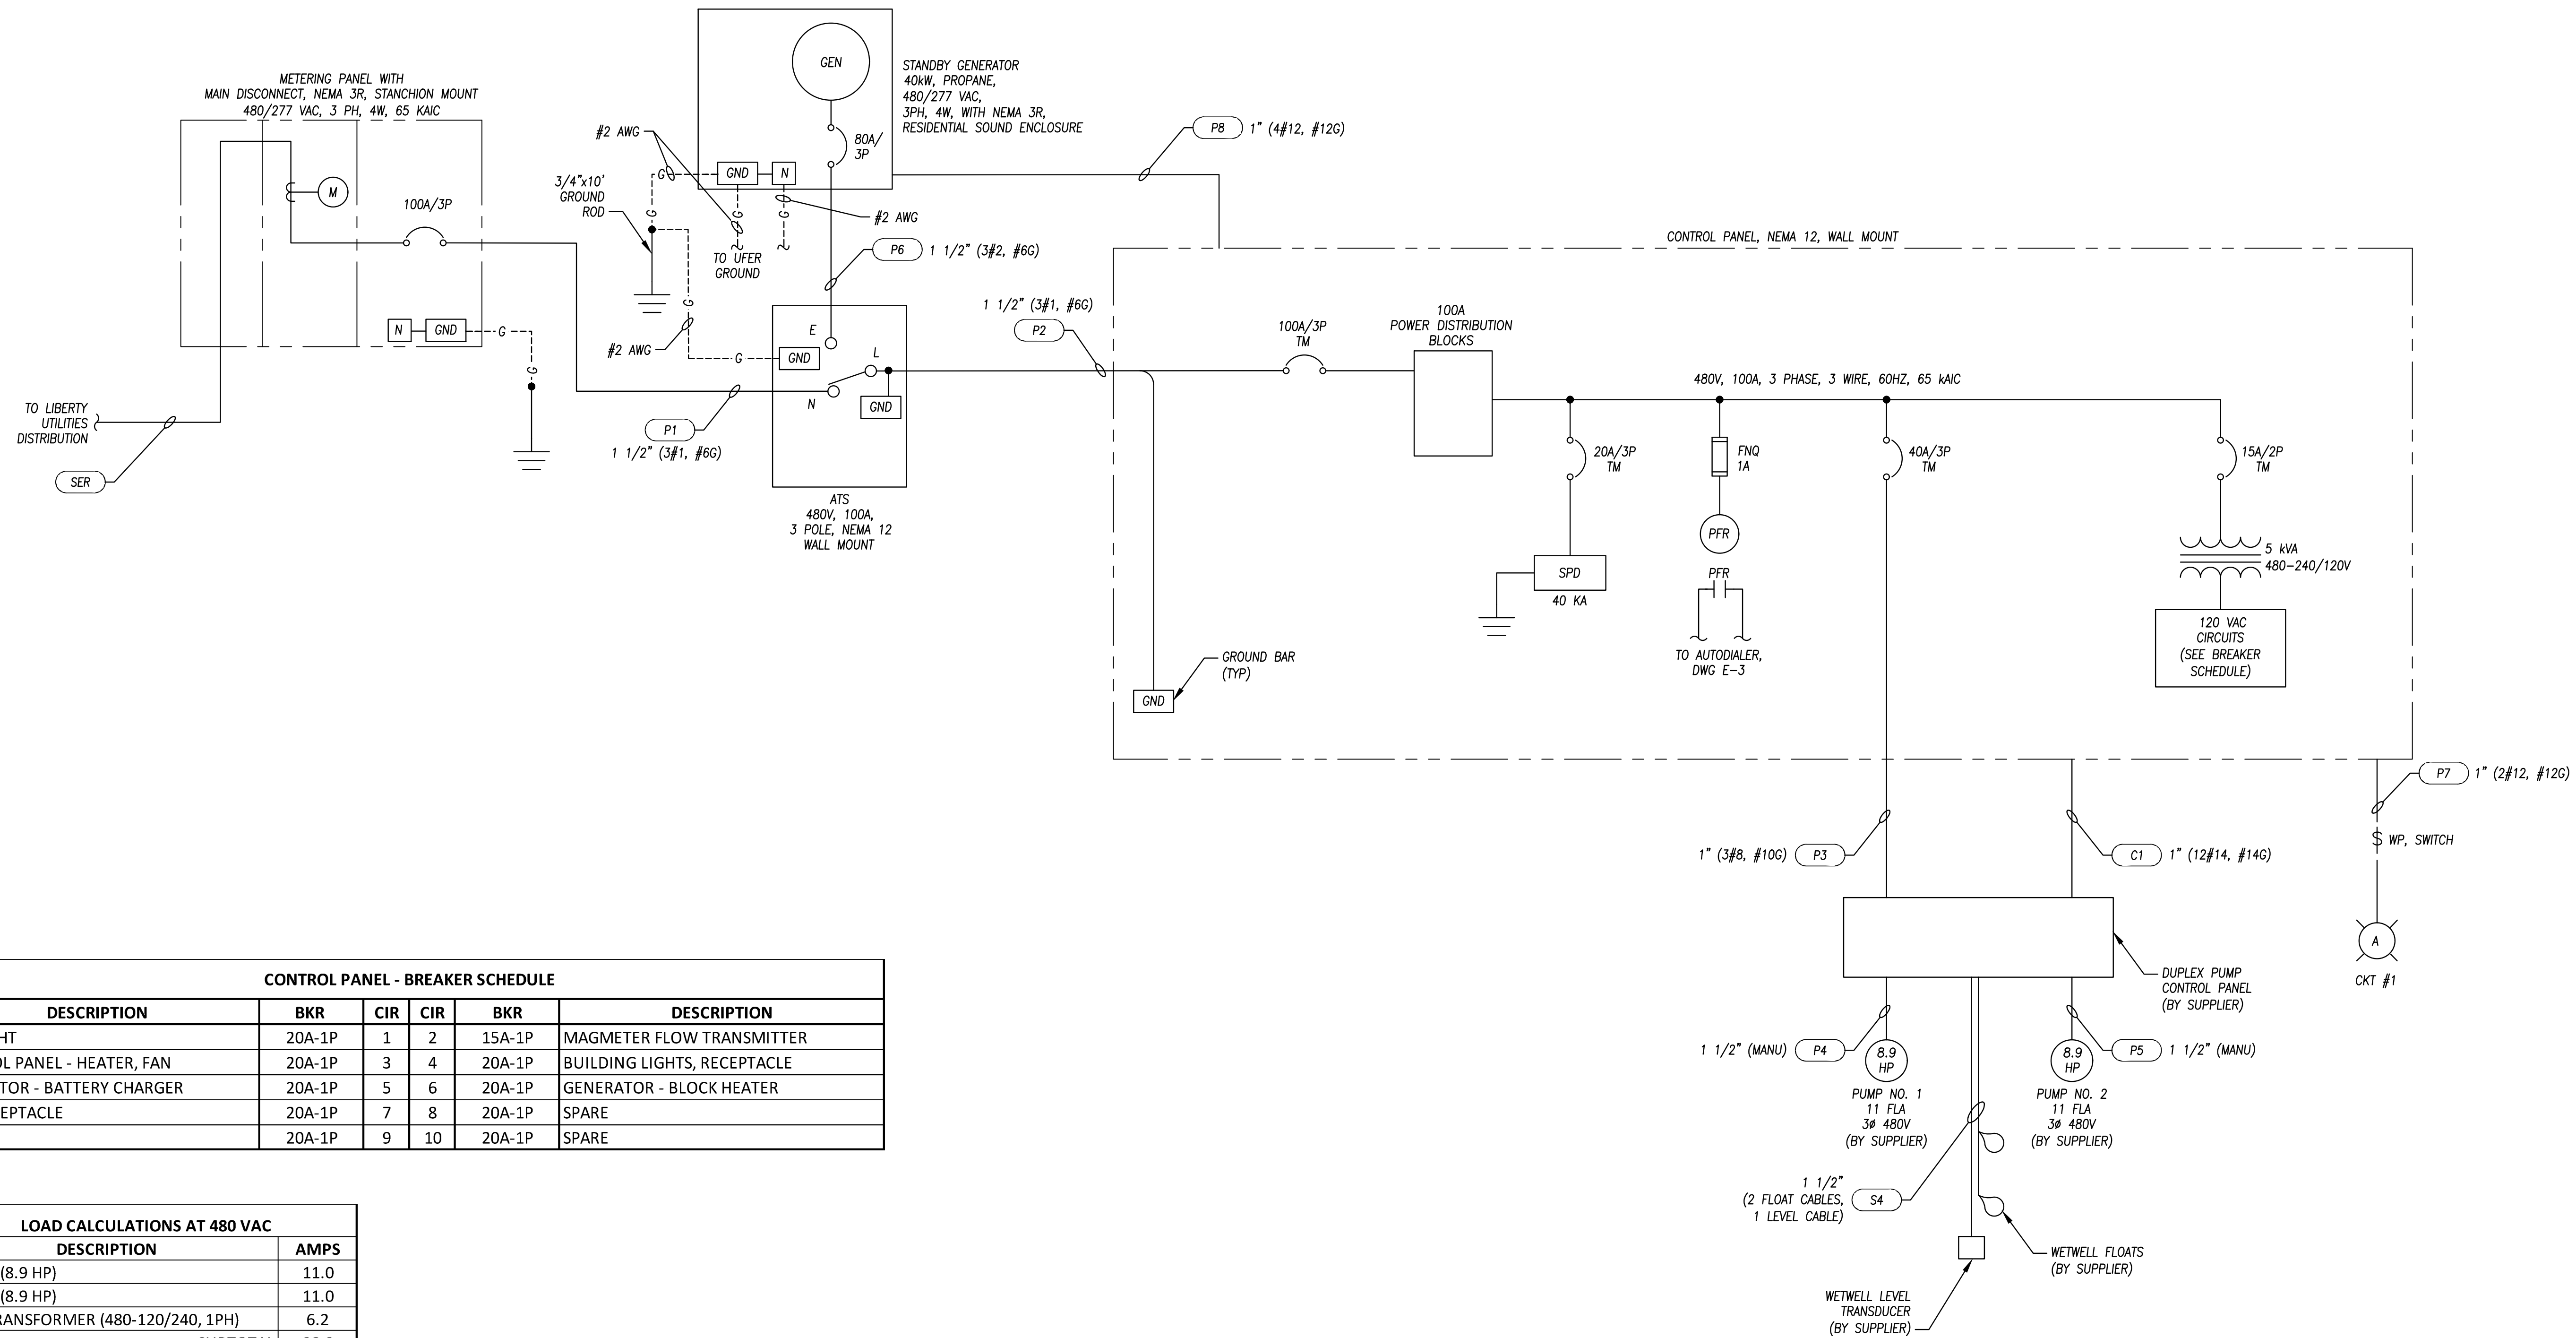 METERING PANEL WITH
MAIN DISCONNECT, NEMA 3R, STANCHION MOUNT
480/277 VAC, 3 PH, 4W, 65 KAIC
M
100A/3P
N
GND
G
G
TO LIBERTY
UTILITIES
DISTRIBUTION
SER
GEN
STANDBY GENERATOR
40kW, PROPANE,
480/277 VAC,
3PH, 4W, WITH NEMA 3R,
RESIDENTIAL SOUND ENCLOSURE
80A/
3P
#2 AWG
G
GND
N
3/4"x10'
GROUND
ROD
G
G
G
#2 AWG
TO UFER
GROUND
P8 1" (4#12, #12G)
P6 1 1/2" (3#2, #6G)
G
#2 AWG
G
GND
E
L
N
GND
P1
1 1/2" (3#1, #6G)
ATS
480V, 100A,
3 POLE, NEMA 12
WALL MOUNT
1 1/2" (3#1, #6G)
P2
CONTROL PANEL, NEMA 12, WALL MOUNT
100A/3P
TM
100A
POWER DISTRIBUTION
BLOCKS
480V, 100A, 3 PHASE, 3 WIRE, 60HZ, 65 kAIC
20A/3P
TM
SPD
40 KA
FNQ
1A
PFR
PFR
TO AUTODIALER,
DWG E-3
40A/3P
TM
15A/2P
TM
5 kVA
480-240/120V
120 VAC
CIRCUITS
(SEE BREAKER
SCHEDULE)
GROUND BAR
(TYP)
GND
P7 1" (2#12, #12G)
$ WP, SWITCH
A
CKT #1
1" (3#8, #10G) P3
C1 1" (12#14, #14G)
DUPLEX PUMP
CONTROL PANEL
(BY SUPPLIER)
1 1/2" (MANU) P4
8.9
HP
PUMP NO. 1
11 FLA
3ø 480V
(BY SUPPLIER)
8.9
HP
P5 1 1/2" (MANU)
PUMP NO. 2
11 FLA
3ø 480V
(BY SUPPLIER)
1 1/2"
(2 FLOAT CABLES,
1 LEVEL CABLE)
S4
WETWELL FLOATS
(BY SUPPLIER)
WETWELL LEVEL
TRANSDUCER
(BY SUPPLIER)
CONTROL PANEL - BREAKER SCHEDULE
DESCRIPTION BKR CIR CIR BKR DESCRIPTION
20A-1P 1 2 15A-1P MAGMETER FLOW TRANSMITTER
PANEL - HEATER, FAN 20A-1P 3 4 20A-1P BUILDING LIGHTS, RECEPTACLE
- BATTERY CHARGER 20A-1P 5 6 20A-1P GENERATOR - BLOCK HEATER
20A-1P 7 8 20A-1P SPARE
20A-1P 9 10 20A-1P SPARE
LOAD CALCULATIONS AT 480 VAC
DESCRIPTION AMPS
(8.9 HP) 11.0
(8.9 HP) 11.0
(480-120/240, 1PH) 6.2